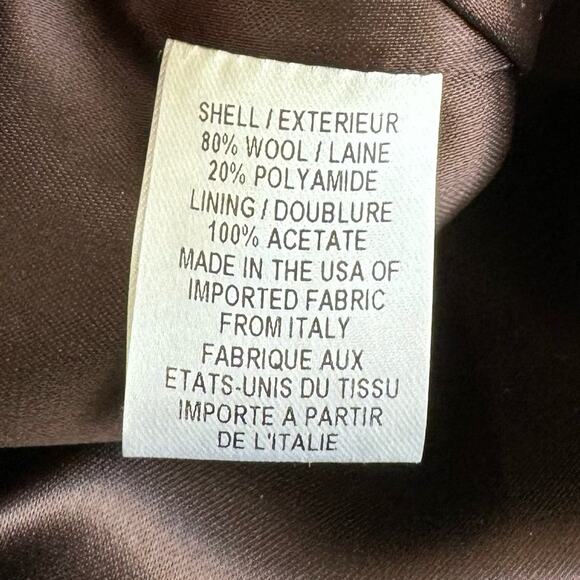 SHELL / EXTERIEUR
80% WOOL / LAINE
20% POLYAMIDE
LINING / DOUBLURE
100% ACETATE
MADE IN THE USA OF
IMPORTED FABRIC
FROM ITALY
FABRIQUE AUX
ETATS-UNIS DU TISSU
IMPORTE A PARTIR
DE L'ITALIE